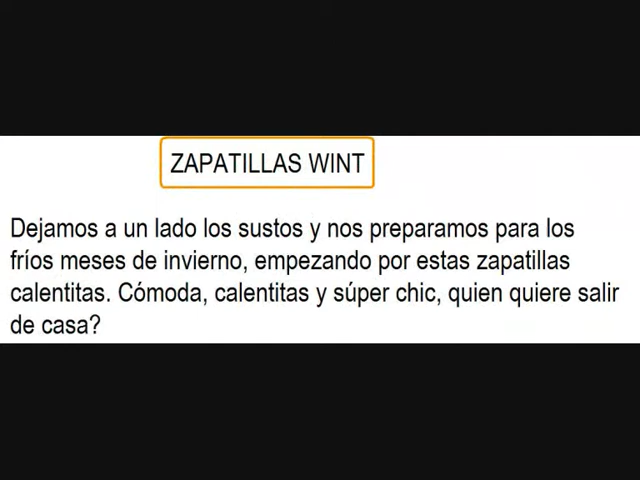 ZAPATILLAS WINT
Dejamos a un lado los sustos y nos preparamos para los
fríos meses de invierno, empezando por estas zapatillas
calentitas. Cómoda, calentitas y súper chic, quien quiere salir
de casa?